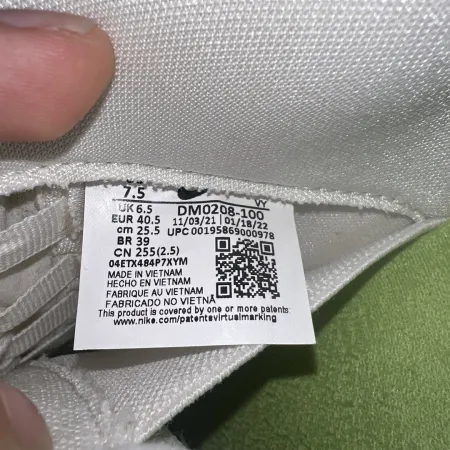 7.5
VY
UK 6.5 DM0208-100
EUR 40.5 11/03/21 01/18/22
cm 25.5 UPC 00195869000978
BR 39
CN 255(2.5)
04ETX484P7XYM
MADE IN VIETNAM
HECHO EN VIETNAM
FABRIQUE AU VIETNAM
FABRICADO NO VIETNÃ
This product is covered by one or more patents:
www.nike.com/patentsvirtualmarking